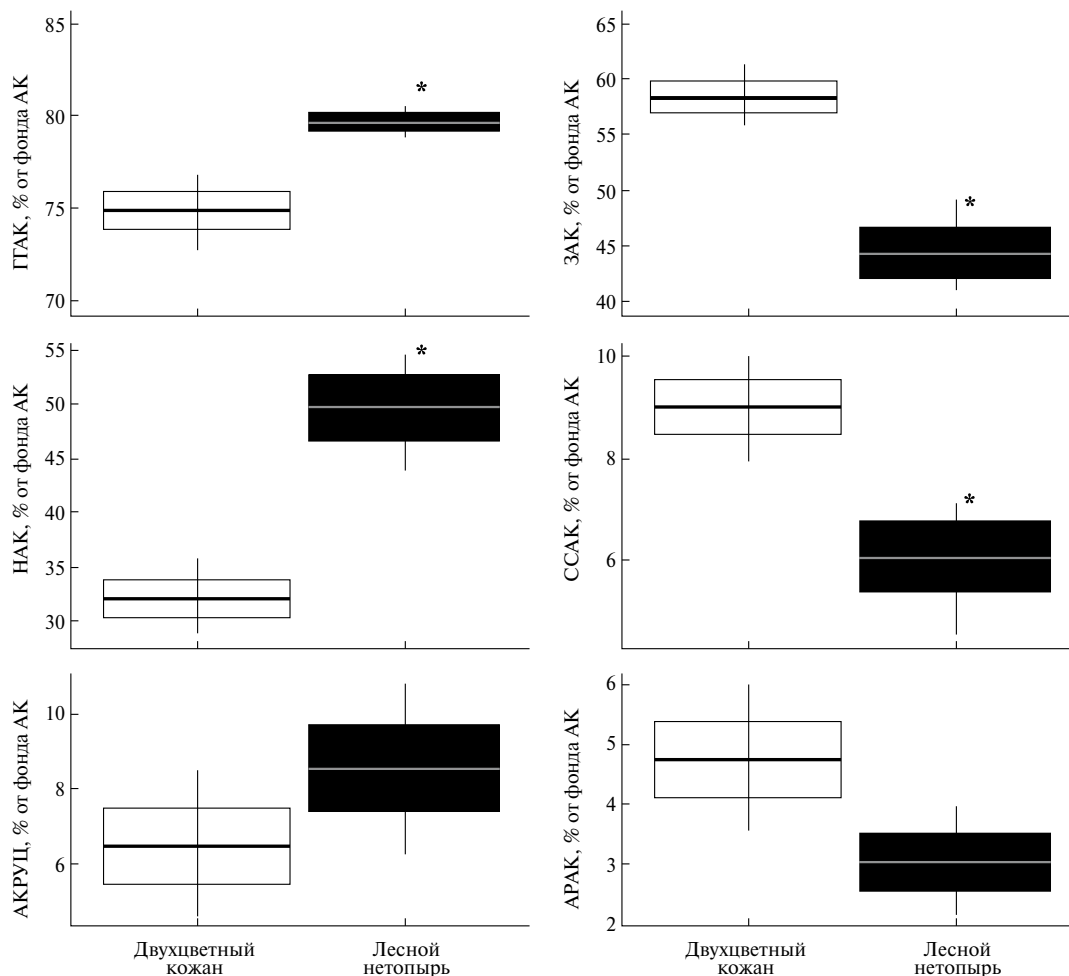 85
80
75
70
ГГАК, % от фонда АК
*
65
60
55
50
45
40
ЗАК, % от фонда АК
*
55
50
45
40
35
30
НАК, % от фонда АК
*
10
8
6
ССАК, % от фонда АК
*
10
8
6
АКРУЦ, % от фонда АК
Двухцветный
кожан
Лесной
нетопырь
6
5
4
3
2
АРАК, % от фонда АК
Двухцветный
кожан
Лесной
нетопырь